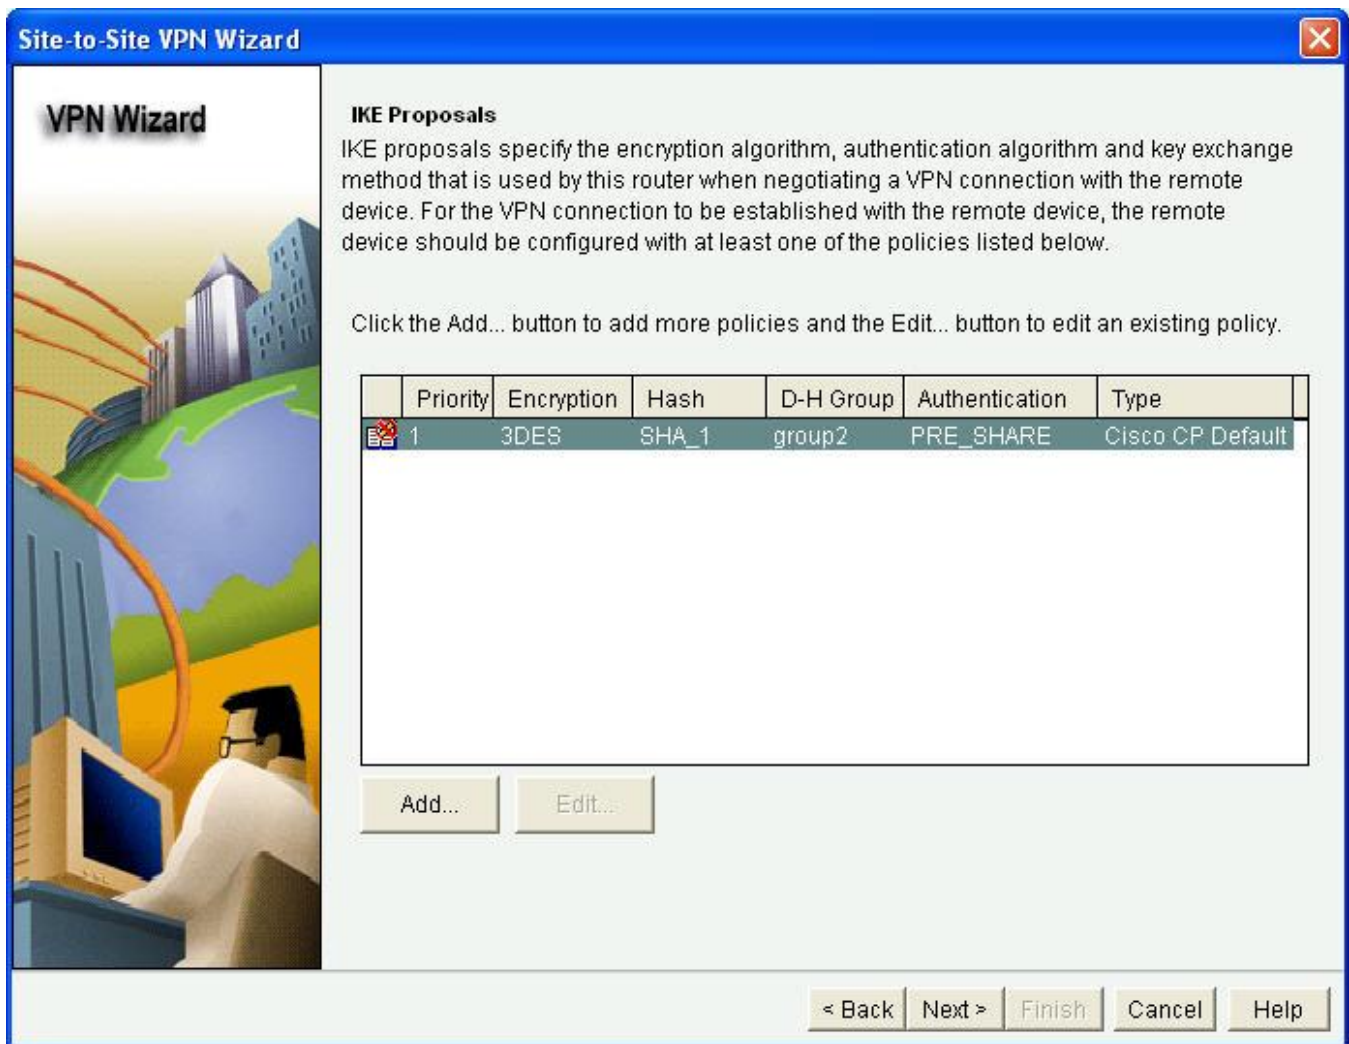 Site-to-Site VPN Wizard
VPN Wizard
IKE Proposals
IKE proposals specify the encryption algorithm, authentication algorithm and key exchange
method that is used by this router when negotiating a VPN connection with the remote
device. For the VPN connection to be established with the remote device, the remote
device should be configured with at least one of the policies listed below.
Click the Add... button to add more policies and the Edit... button to edit an existing policy.
Priority Encryption Hash D-H Group Authentication Type
1 3DES SHA_1 group2 PRE_SHARE Cisco CP Default
Add... Edit...
< Back Next > Finish Cancel Help